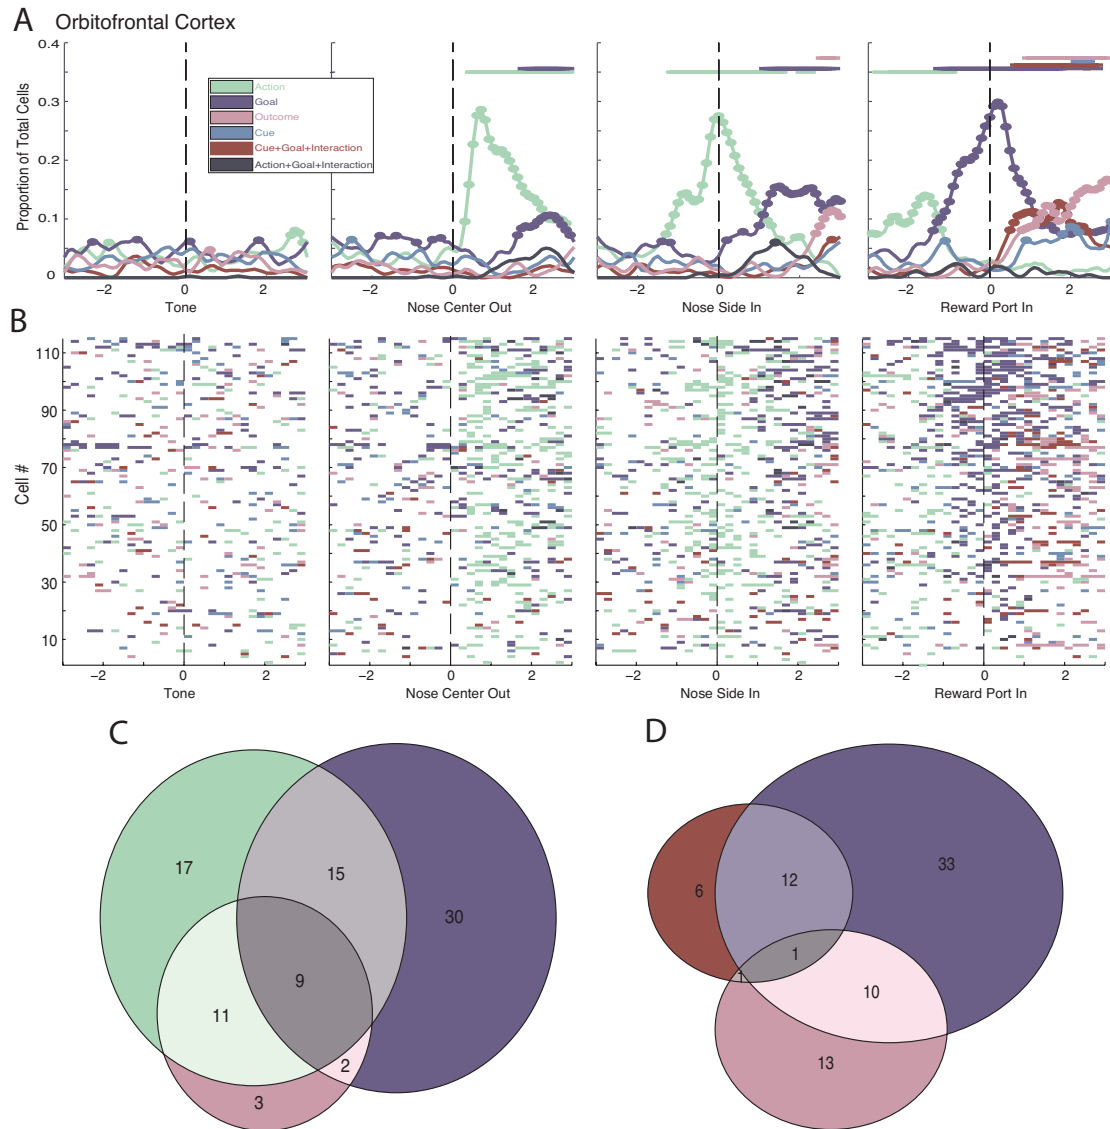 A Orbitofrontal Cortex
0.4
0.3
0.2
0.1
0
Proportion of Total Cells
Action
Goal
Outcome
Cue
Cue+Goal+Interaction
Action+Goal+Interaction
−2 2 −2 2 −2 0 2 −2 0 2
Tone Nose Center Out Nose Side In Reward Port In
B
110
90
70
50
30
10
Cell #
−2 0 2 −2 0 2 −2 0 2 −2 0 2
Tone Nose Center Out Nose Side In Reward Port In
C D
17 15 30
11 9 2
3
6 12 33
1 1 10
13